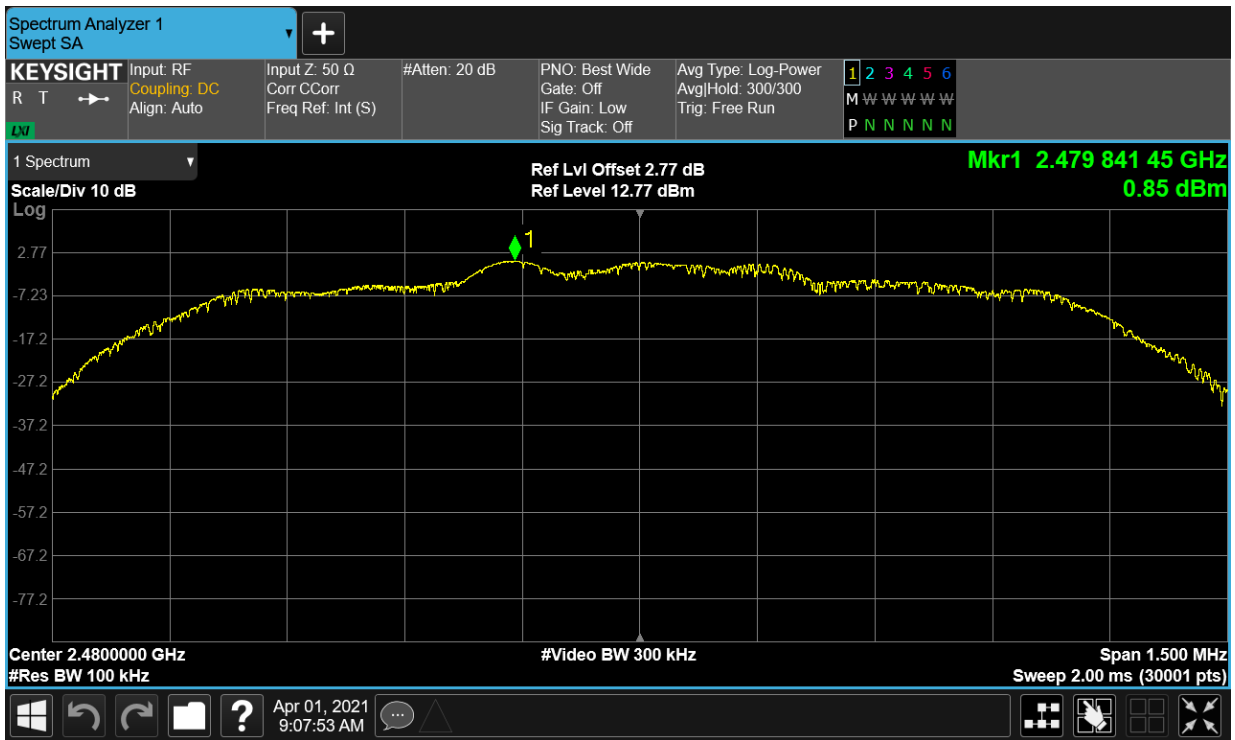 Spectrum Analyzer 1
Swept SA
KEYSIGHT
R T
LXI
Input: RF
Coupling: DC
Align: Auto
Input Z: 50 Ω
Corr CCorr
Freq Ref: Int (S)
#Atten: 20 dB
PNO: Best Wide
Gate: Off
IF Gain: Low
Sig Track: Off
Avg Type: Log-Power
Avg|Hold: 300/300
Trig: Free Run
1 2 3 4 5 6
M W W W W W
P N N N N N
1 Spectrum
Scale/Div 10 dB
Log
Ref Lvl Offset 2.77 dB
Ref Level 12.77 dBm
Mkr1 2.479 841 45 GHz
0.85 dBm
1
2.77
-7.23
-17.2
-27.2
-37.2
-47.2
-57.2
-67.2
-77.2
Center 2.4800000 GHz
#Res BW 100 kHz
#Video BW 300 kHz
Span 1.500 MHz
Sweep 2.00 ms (30001 pts)
?
Apr 01, 2021
9:07:53 AM